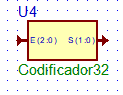 U4
E(2:0) S(1:0)
Codificador32